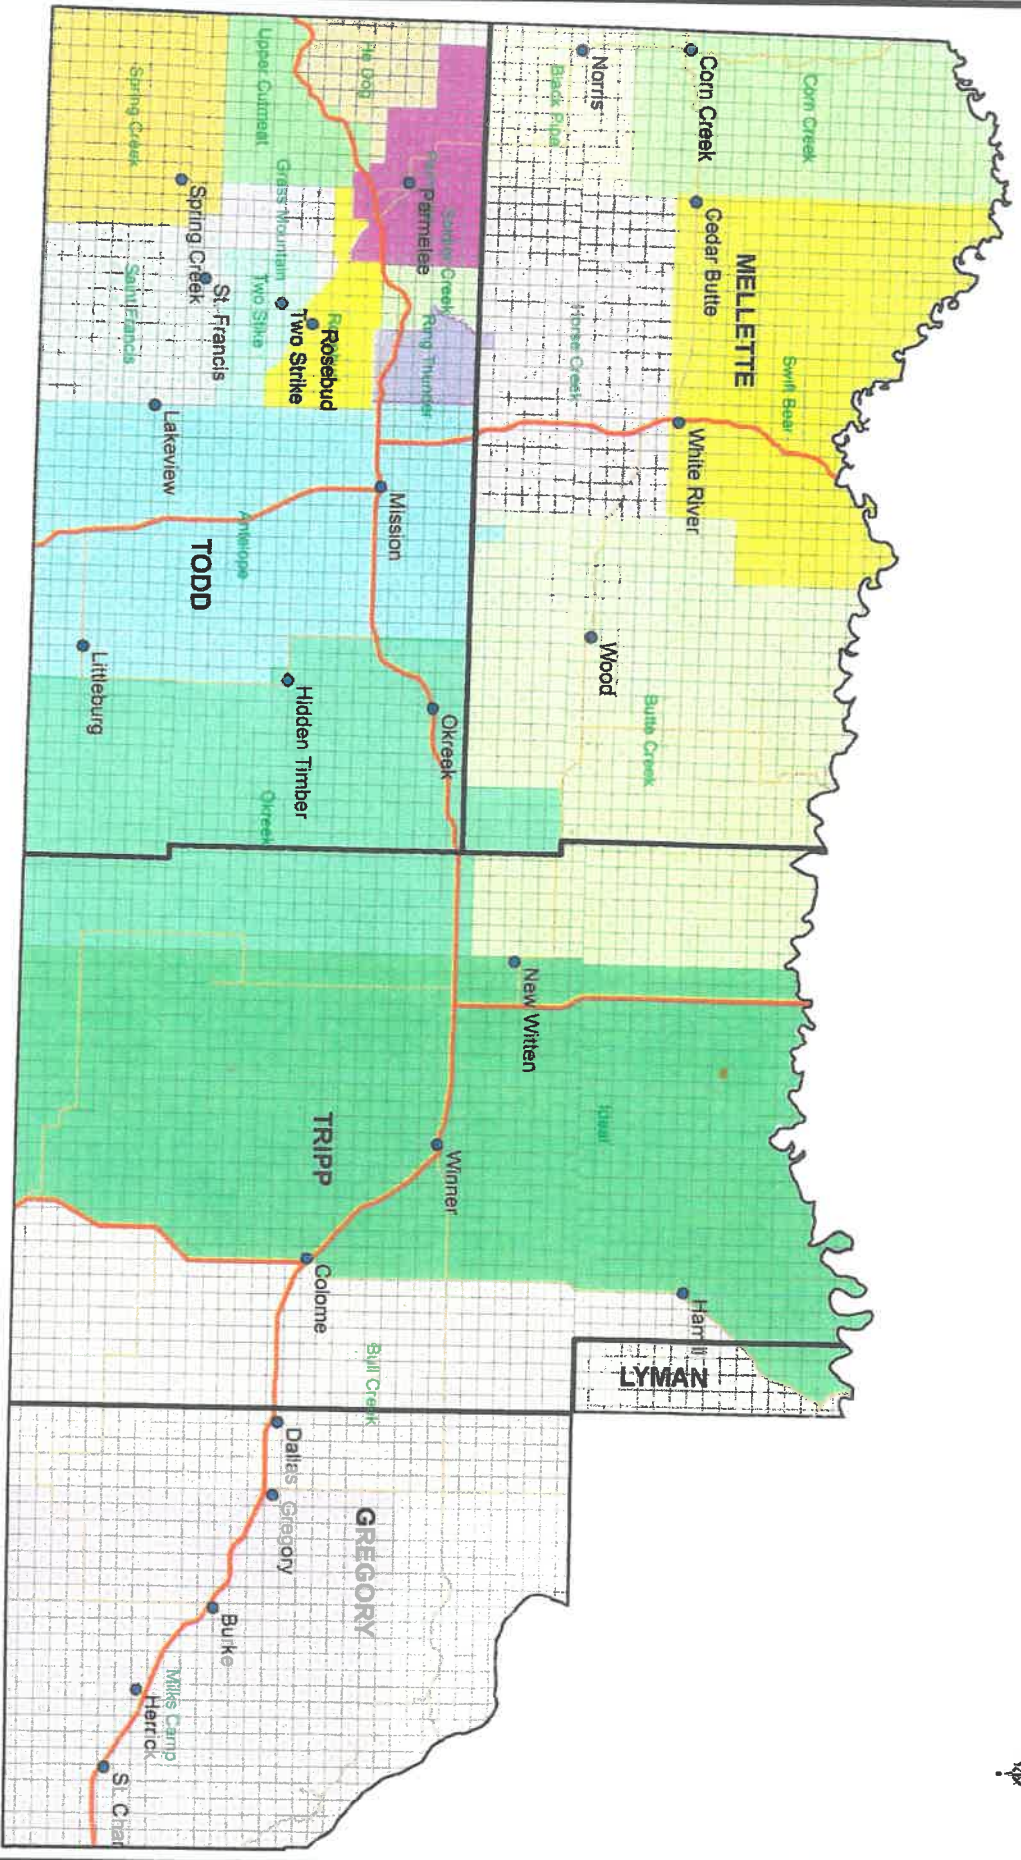 Corn Creek
Corn Creek
Norris
Black Pipe
Cedar Butte
MELLETTE
Swift Bear
Horse Creek
White River
Wood
Butte Creek
He Dog
Upper Cutmeat
Spring Creek
Spring Creek
Parmelee
Grass Mountain
Ring Thunder
Two Strike
Rosebud
Two Strike
St. Francis
Saint Francis
Lakeview
Mission
Antelope
TODD
Littleburg
Hidden Timber
Okreek
Okreek
New Witten
Ideal
TRIPP
Winner
Colome
LYMAN
Bull Creek
Dallas
Gregory
GREGORY
Burke
Milks Camp
Herrick